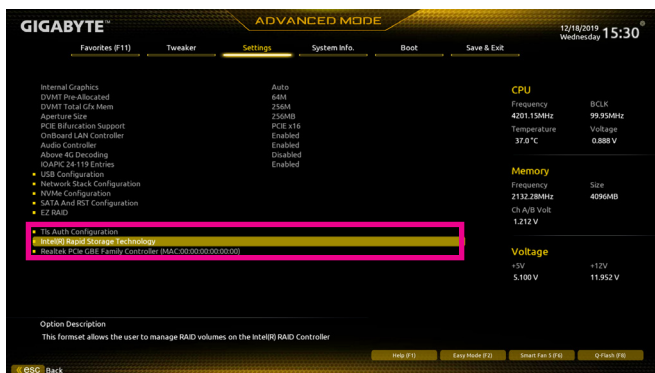 GIGABYTE™
ADVANCED MODE
12/18/2019
Wednesday 15:30
Favorites (F11) Tweaker Settings System Info. Boot Save & Exit
Internal Graphics Auto
DVMT Pre-Allocated 64M
DVMT Total Gfx Mem 256M
Aperture Size 256MB
PCIE Bifurcation Support PCIE x16
OnBoard LAN Controller Enabled
Audio Controller Enabled
Above 4G Decoding Disabled
IOAPIC 24-119 Entries Enabled
USB Configuration
Network Stack Configuration
NVMe Configuration
SATA And RST Configuration
EZ RAID
Tls Auth Configuration
Intel(R) Rapid Storage Technology
Realtek PCIe GBE Family Controller (MAC:00:00:00:00:00:00)
CPU
Frequency BCLK
4201.15MHz 99.95MHz
Temperature Voltage
37.0 °C 0.888 V
Memory
Frequency Size
2132.28MHz 4096MB
Ch A/B Volt
1.212 V
Voltage
+5V +12V
5.100 V 11.952 V
Option Description
This formset allows the user to manage RAID volumes on the Intel(R) RAID Controller
Help (F1) Easy Mode (F2) Smart Fan 5 (F6) Q-Flash (F8)
esc Back